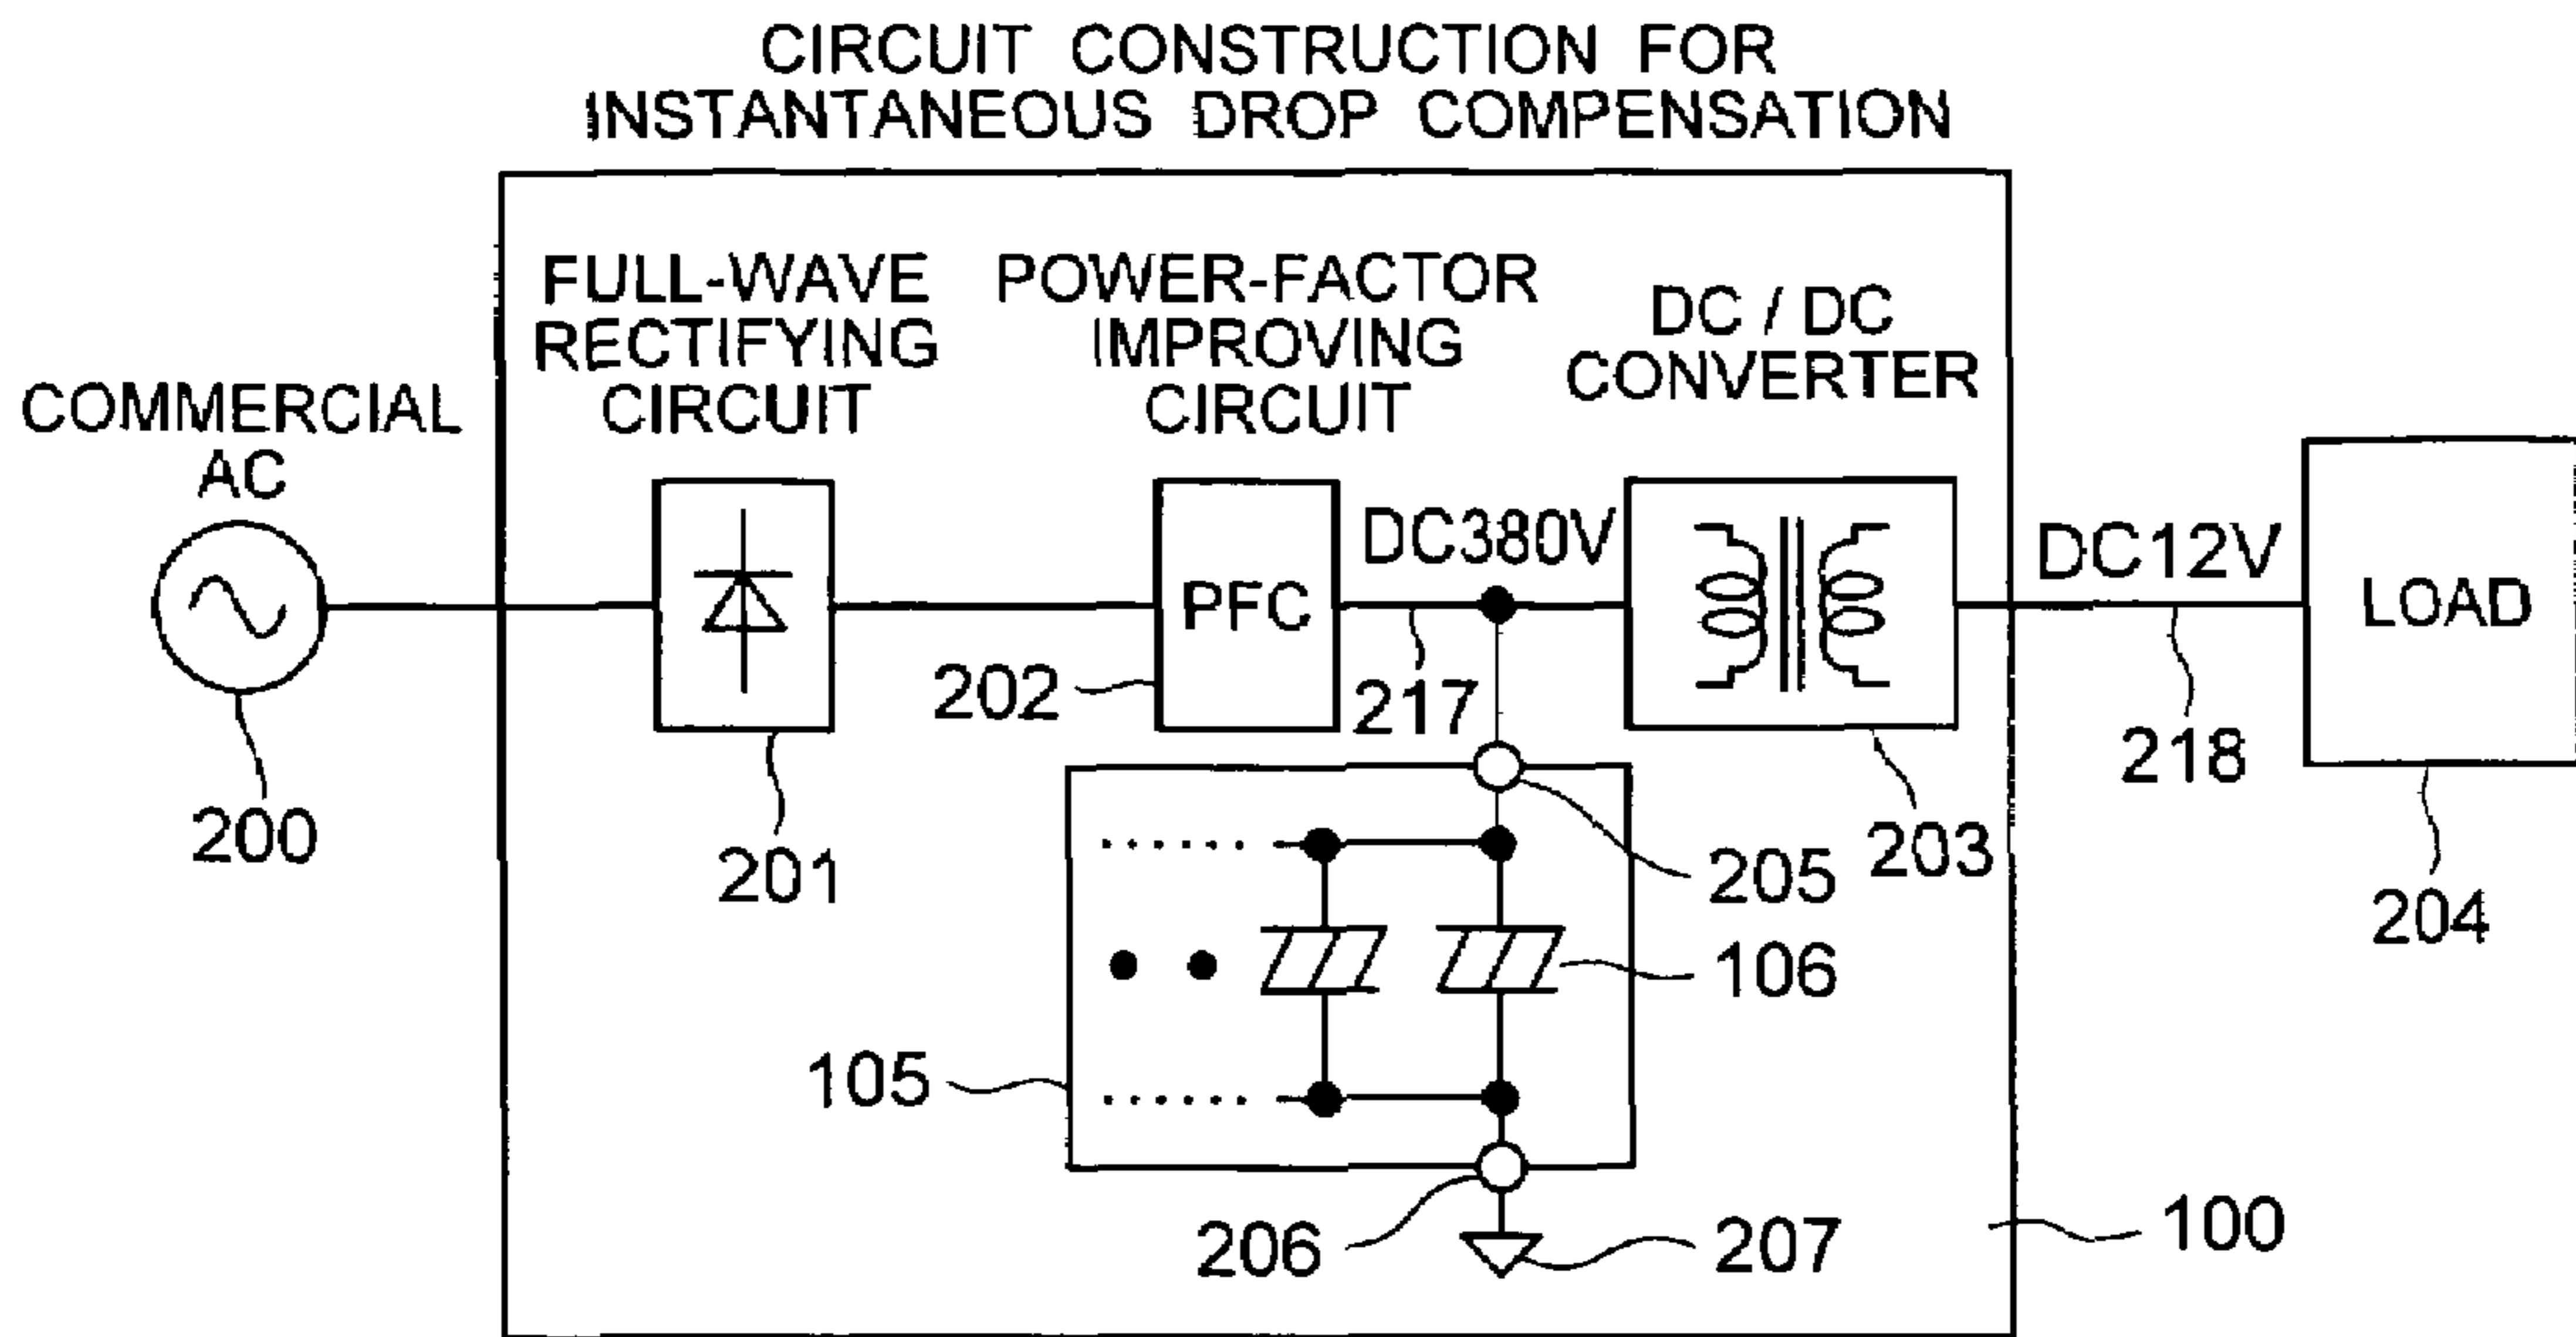 CIRCUIT CONSTRUCTION FOR
INSTANTANEOUS DROP COMPENSATION
FULL-WAVE
RECTIFYING
CIRCUIT
POWER-FACTOR
IMPROVING
CIRCUIT
DC / DC
CONVERTER
COMMERCIAL
AC
PFC
DC380V
DC12V
LOAD
200
201
202
217
203
218
204
205
106
105
206
207
100